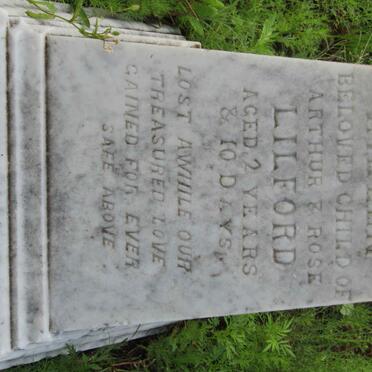 BELOVED CHILD OF
ARTHUR & ROSE
LILFORD
AGED 2 YEARS
& 10 DAYS
LOST AWHILE OUR
TREASURED LOVE
GAINED FOR EVER
SAFE ABOVE